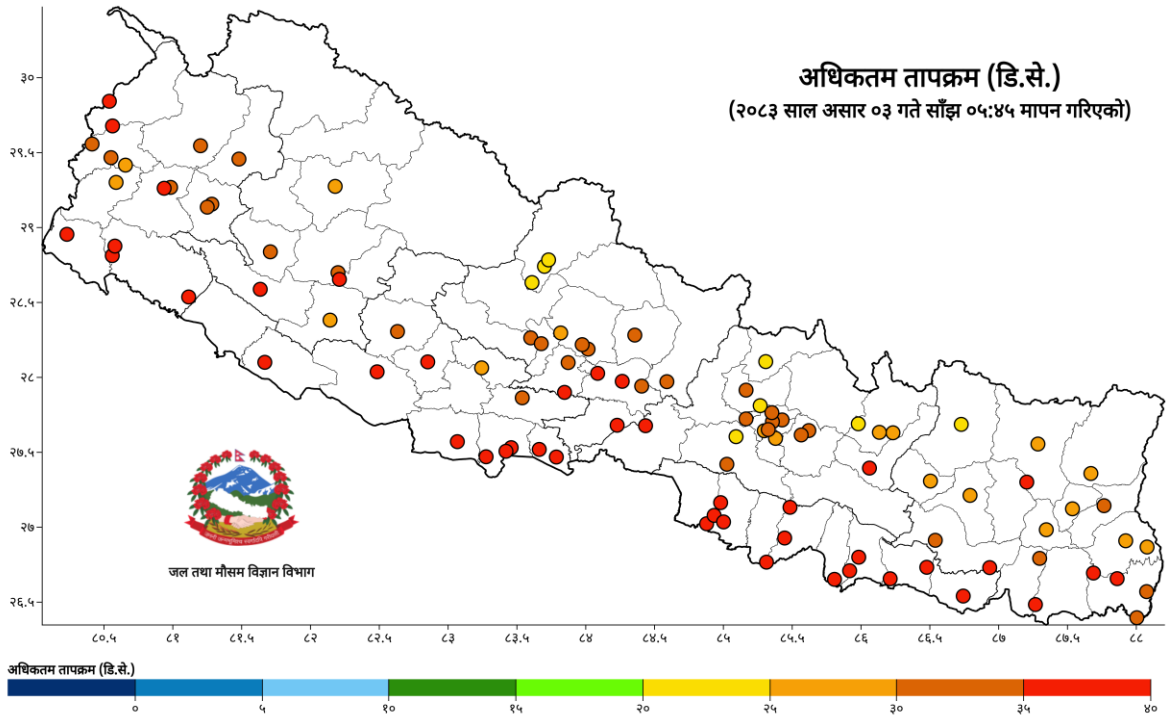 अधिकतम तापक्रम (डि.से.)
(२०८३ साल असार ०३ गते साँझ ०५:४५ मापन गरिएको)
३०
२९.५
२९
२८.५
२८
२७.५
२७
२६.५
जल तथा मौसम विज्ञान विभाग
८०.५ ८१ ८१.५ ८२ ८२.५ ८३ ८३.५ ८४ ८४.५ ८५ ८५.५ ८६ ८६.५ ८७ ८७.५ ८८
अधिकतम तापक्रम (डि.से.)
० ५ १० १५ २० २५ ३० ३५ ४०